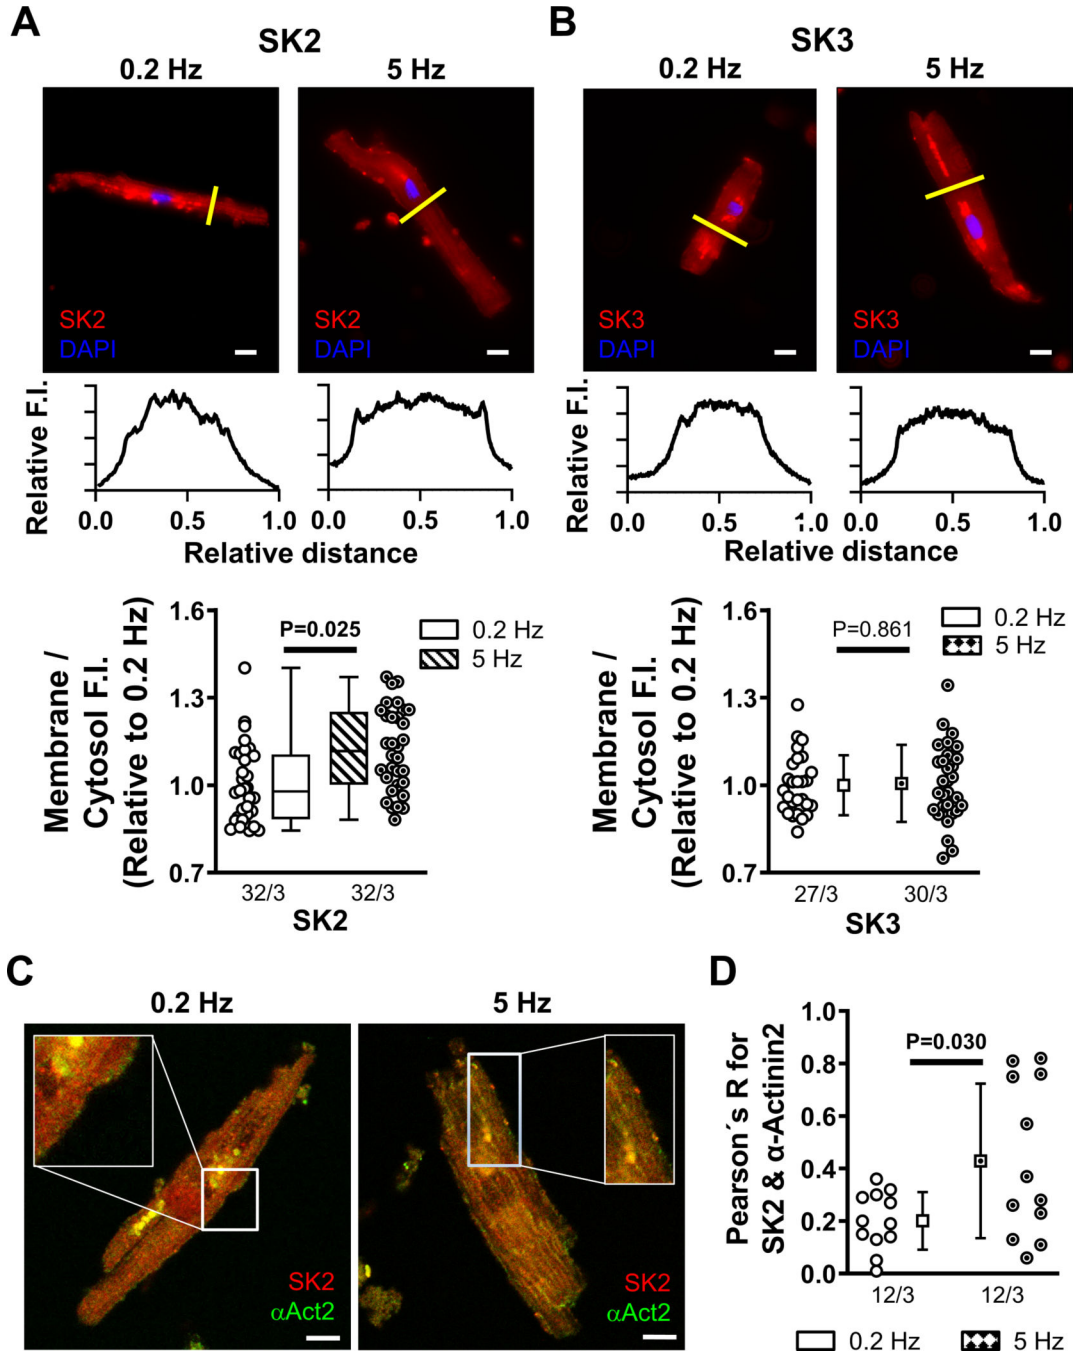 A
B
SK2
SK3
0.2 Hz
5 Hz
0.2 Hz
5 Hz
SK2
DAPI
SK2
DAPI
SK3
DAPI
SK3
DAPI
Relative F.I.
0.0
0.5
1.0
0.0
0.5
1.0
Relative distance
Relative F.I.
0.0
0.5
1.0
0.0
0.5
1.0
Relative distance
Membrane /
Cytosol F.I.
(Relative to 0.2 Hz)
1.6
1.3
1.0
0.7
P=0.025
0.2 Hz
5 Hz
32/3
32/3
SK2
Membrane /
Cytosol F.I.
(Relative to 0.2 Hz)
1.6
1.3
1.0
0.7
P=0.861
0.2 Hz
5 Hz
27/3
30/3
SK3
C
0.2 Hz
5 Hz
SK2
αAct2
SK2
αAct2
D
Pearson´s R for
SK2 & α-Actinin2
1.0
0.8
0.6
0.4
0.2
0.0
P=0.030
12/3
12/3
0.2 Hz
5 Hz